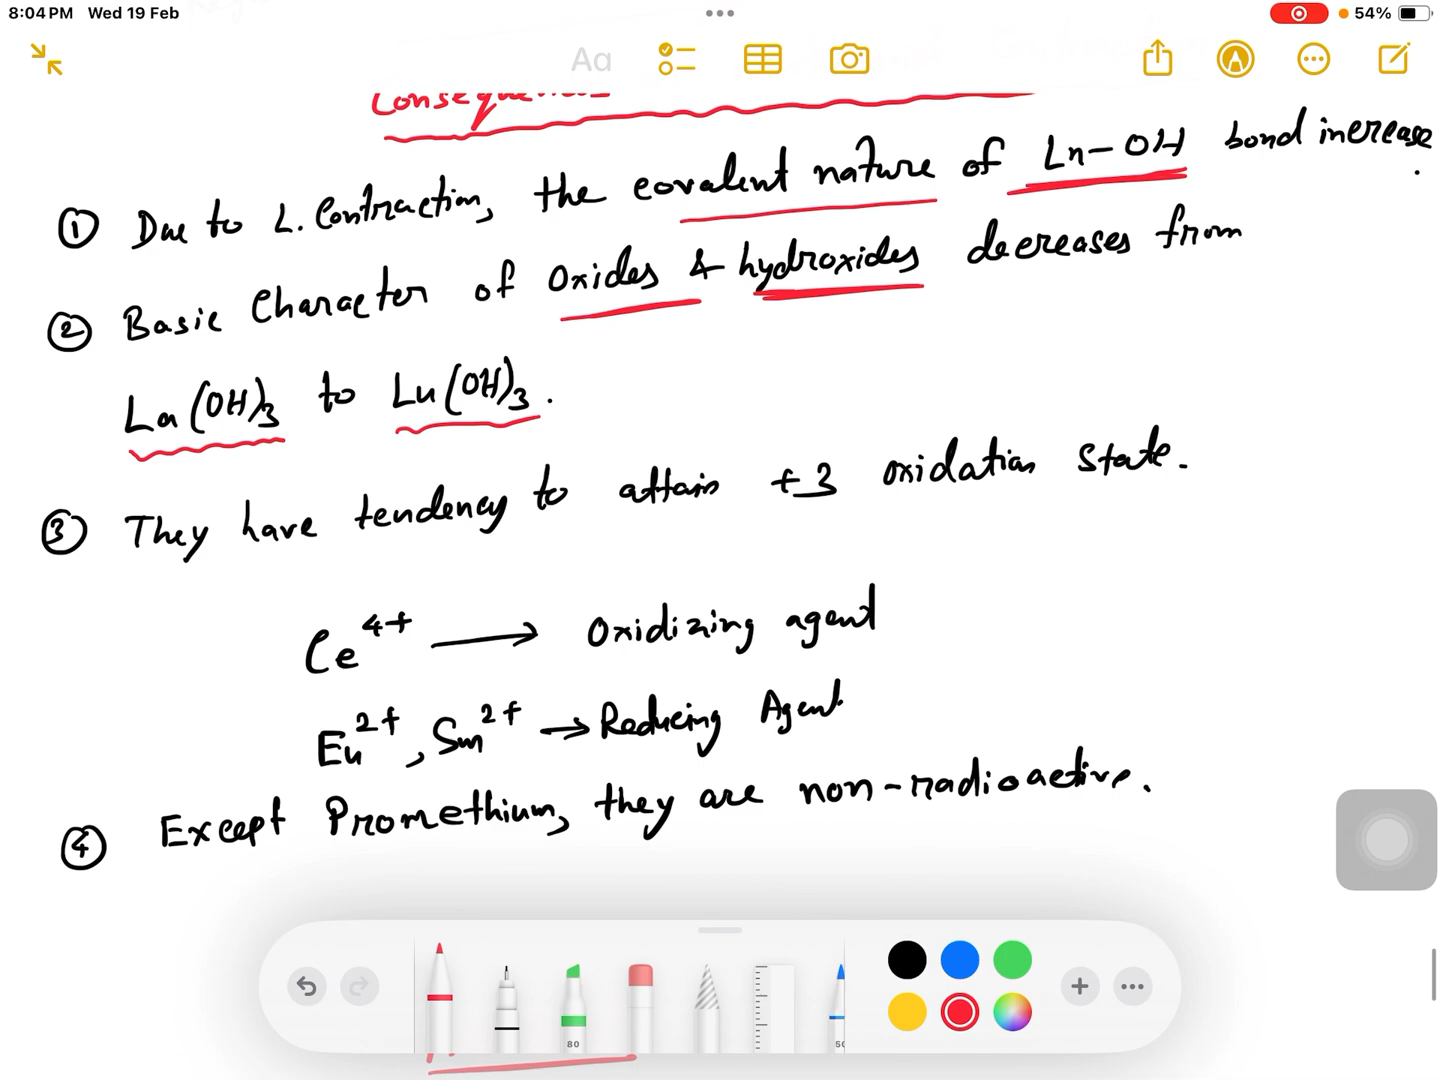 8:04 PM Wed 19 Feb
54%
Aa
Consequences
① Due to L. Contraction, the covalent nature of Ln-OH bond increase.
② Basic Character of Oxides & hydroxides decreases from
La(OH)₃ to Lu(OH)₃.
③ They have tendency to attain +3 oxidation state.
Ce⁴⁺ → Oxidizing agent
Eu²⁺, Sm²⁺ → Reducing Agent
④ Except Promethium, they are non-radioactive.
80